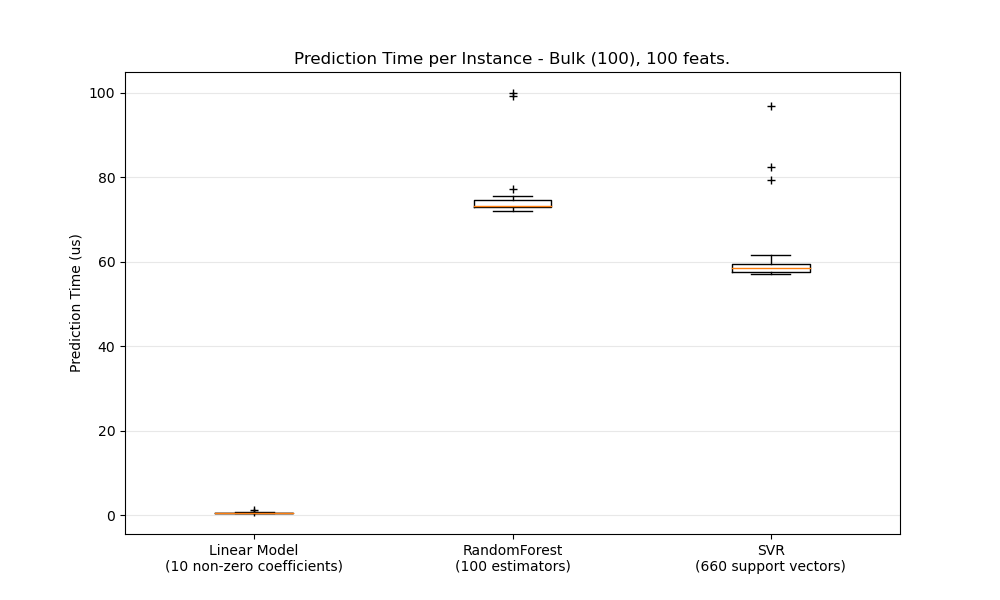 Prediction Time per Instance - Bulk (100), 100 feats.
100
80
60
40
20
0
Prediction Time (us)
Linear Model
(10 non-zero coefficients)
RandomForest
(100 estimators)
SVR
(660 support vectors)